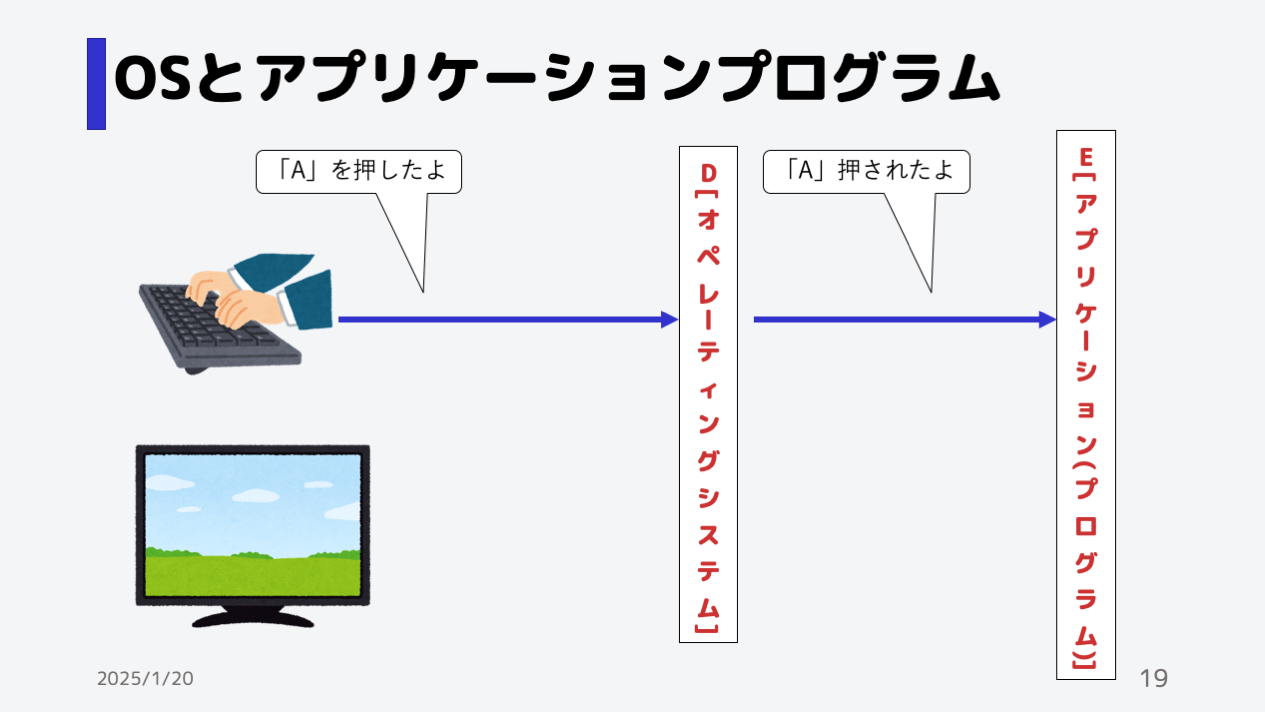 OSとアプリケーションプログラム
「A」を押したよ
D[オペレーティングシステム]
「A」押されたよ
E[アプリケーション(プログラム)]
2025/1/20
19